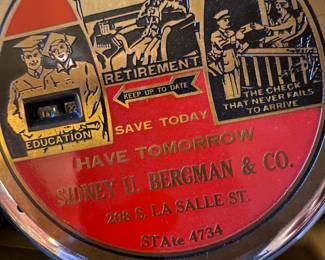 RETIREMENT
KEEP UP TO DATE
EDUCATION
THE CHECK
THAT NEVER FAILS
TO ARRIVE
SAVE TODAY
HAVE TOMORROW
SIDNEY U. BERGMAN & CO.
208 S. LA SALLE ST.
STAte 4734